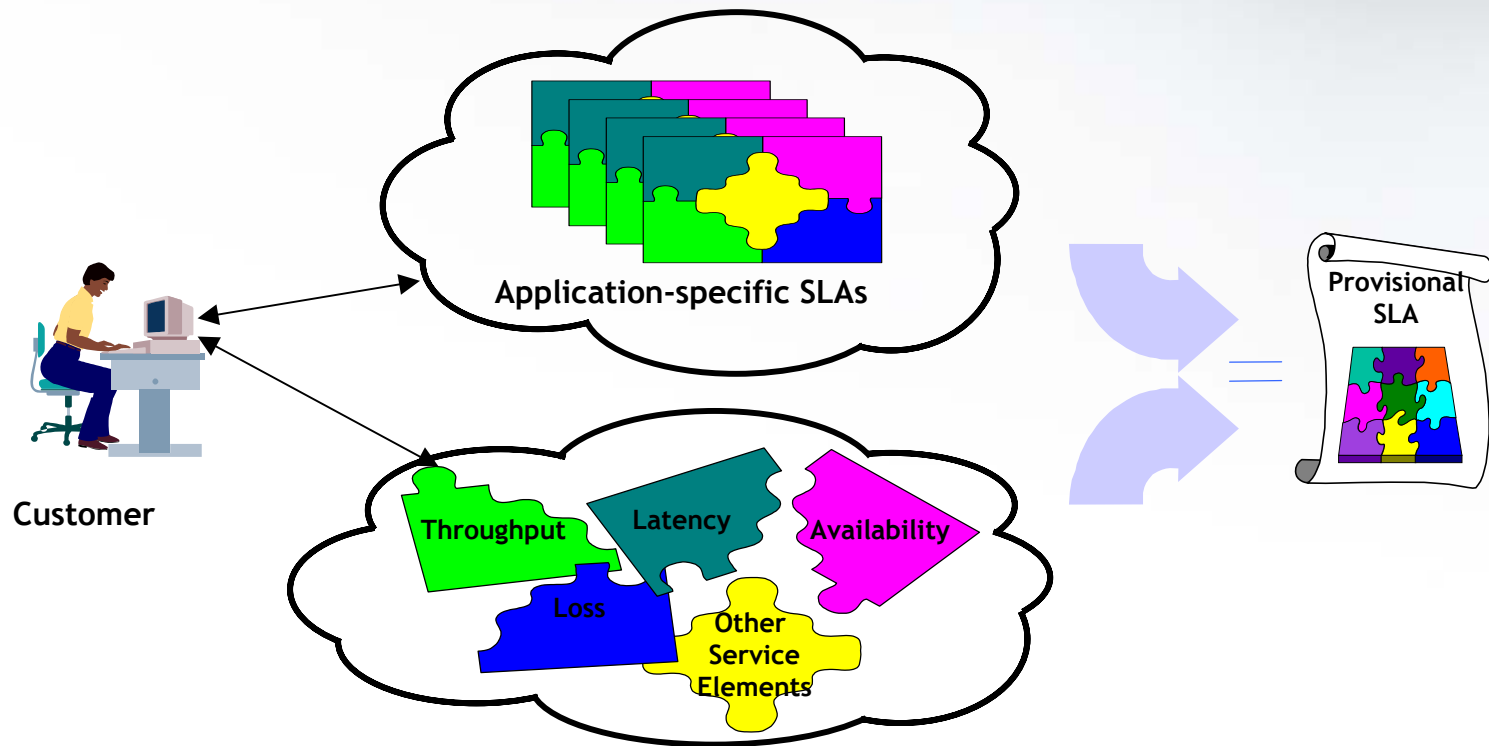 Application-specific SLAs
Provisional
SLA
Customer
Throughput
Latency
Availability
Loss
Other
Service
Elements